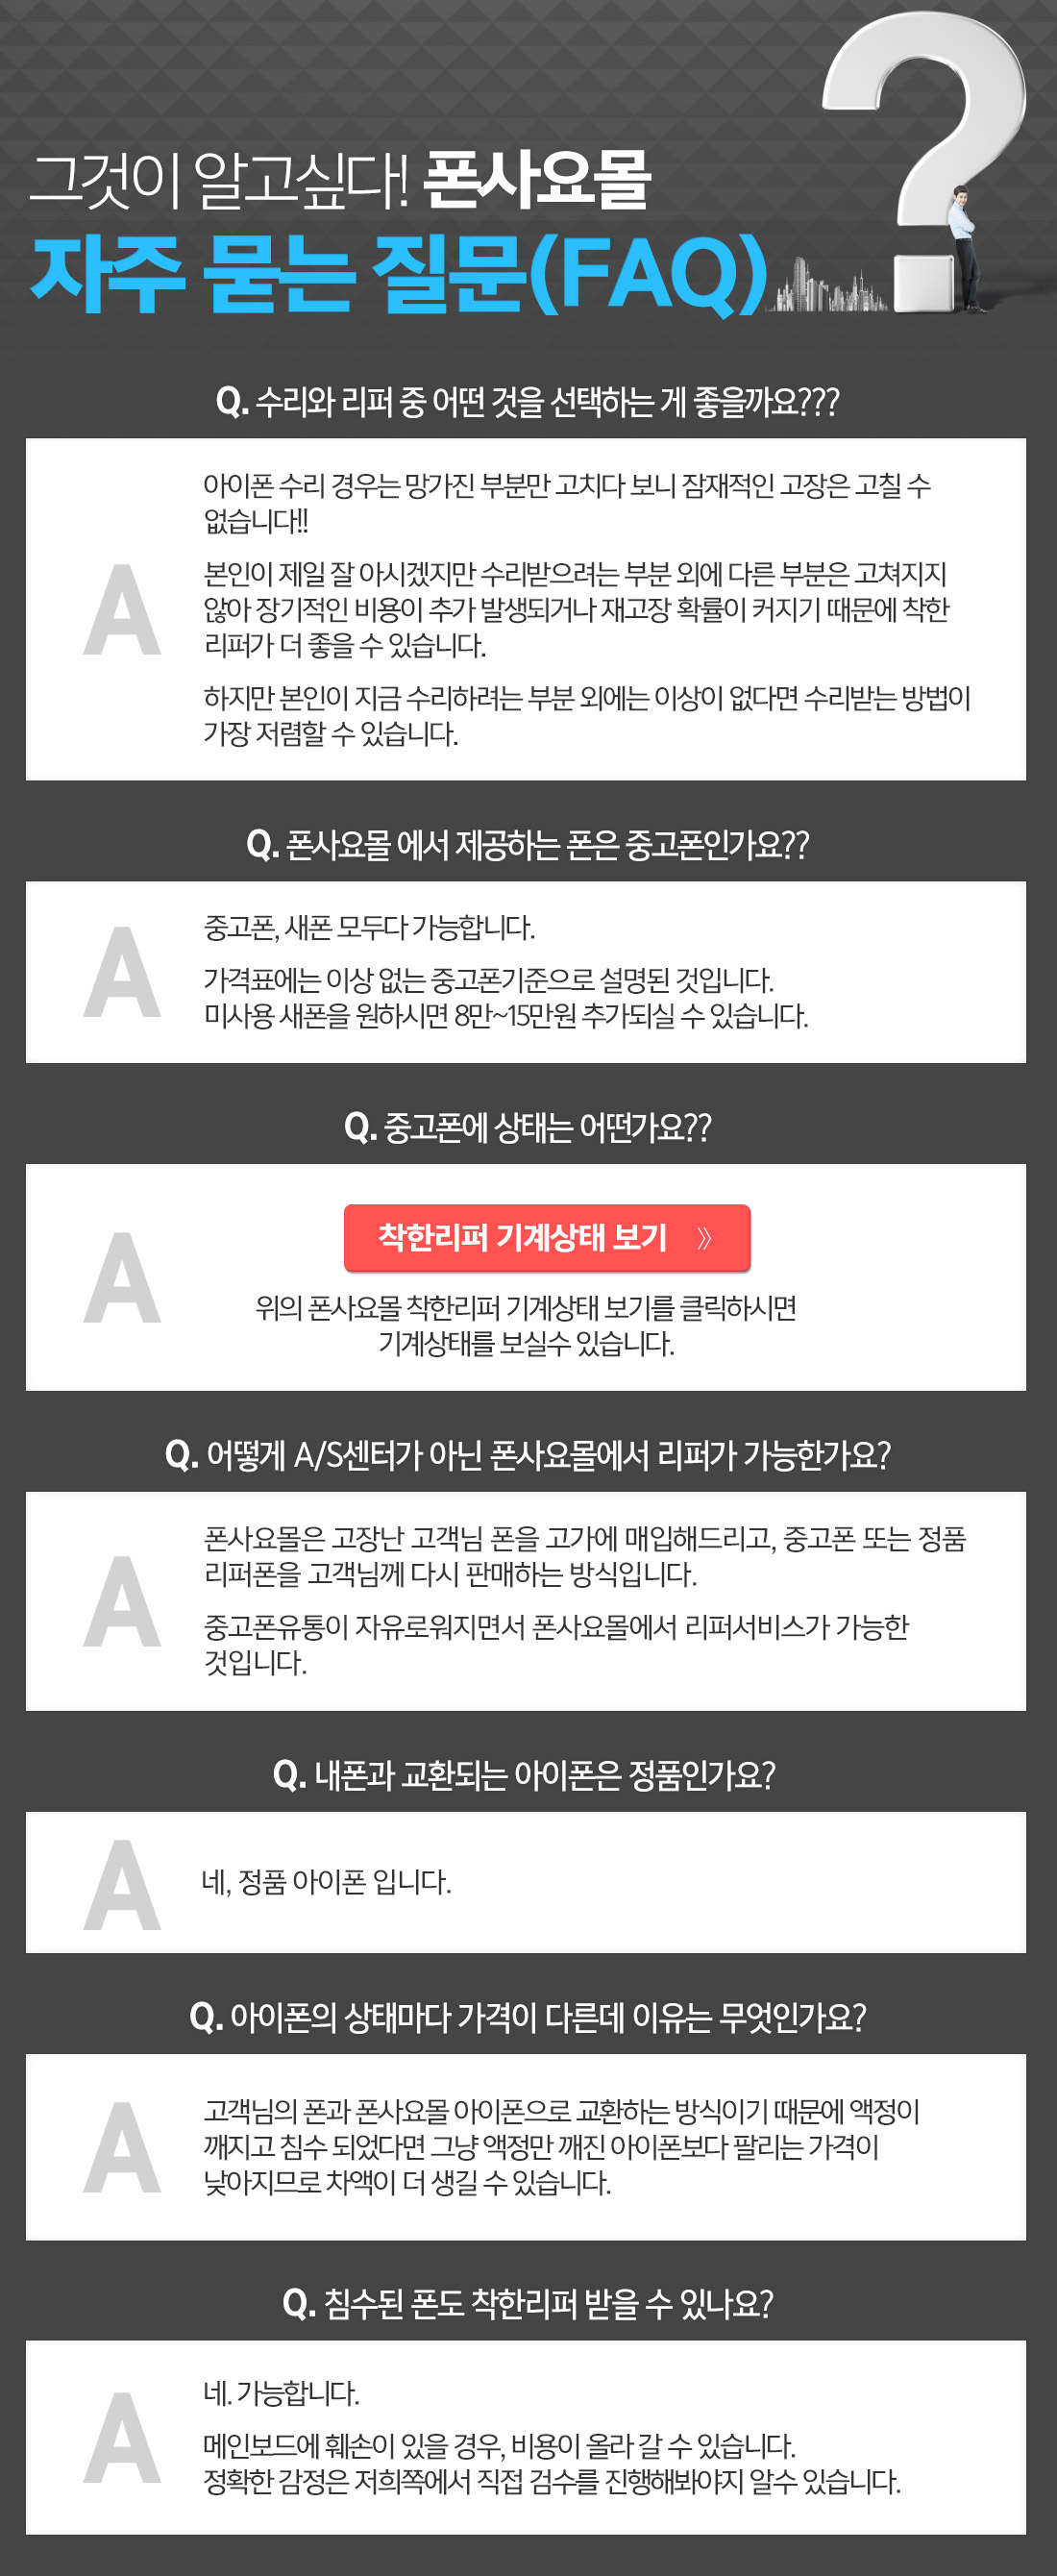 그것이 알고싶다! 폰사요몰
자주 묻는 질문(FAQ)
?
Q. 수리와 리퍼 중 어떤 것을 선택하는 게 좋을까요???
A
아이폰 수리 경우는 망가진 부분만 고치다 보니 잠재적인 고장은 고칠 수
없습니다!!
본인이 제일 잘 아시겠지만 수리받으려는 부분 외에 다른 부분은 고쳐지지
않아 장기적인 비용이 추가 발생되거나 재고장 확률이 커지기 때문에 착한
리퍼가 더 좋을 수 있습니다.
하지만 본인이 지금 수리하려는 부분 외에는 이상이 없다면 수리받는 방법이
가장 저렴할 수 있습니다.
Q. 폰사요몰 에서 제공하는 폰은 중고폰인가요??
A
중고폰, 새폰 모두다 가능합니다.
가격표에는 이상 없는 중고폰기준으로 설명된 것입니다.
미사용 새폰을 원하시면 8만~15만원 추가되실 수 있습니다.
Q. 중고폰에 상태는 어떤가요??
A
착한리퍼 기계상태 보기 》
위의 폰사요몰 착한리퍼 기계상태 보기를 클릭하시면
기계상태를 보실수 있습니다.
Q. 어떻게 A/S센터가 아닌 폰사요몰에서 리퍼가 가능한가요?
A
폰사요몰은 고장난 고객님 폰을 고가에 매입해드리고, 중고폰 또는 정품
리퍼폰을 고객님께 다시 판매하는 방식입니다.
중고폰유통이 자유로워지면서 폰사요몰에서 리퍼서비스가 가능한
것입니다.
Q. 내폰과 교환되는 아이폰은 정품인가요?
A
네, 정품 아이폰 입니다.
Q. 아이폰의 상태마다 가격이 다른데 이유는 무엇인가요?
A
고객님의 폰과 폰사요몰 아이폰으로 교환하는 방식이기 때문에 액정이
깨지고 침수 되었다면 그냥 액정만 깨진 아이폰보다 팔리는 가격이
낮아지므로 차액이 더 생길 수 있습니다.
Q. 침수된 폰도 착한리퍼 받을 수 있나요?
A
네. 가능합니다.
메인보드에 훼손이 있을 경우, 비용이 올라 갈 수 있습니다.
정확한 감정은 저희쪽에서 직접 검수를 진행해봐야지 알수 있습니다.